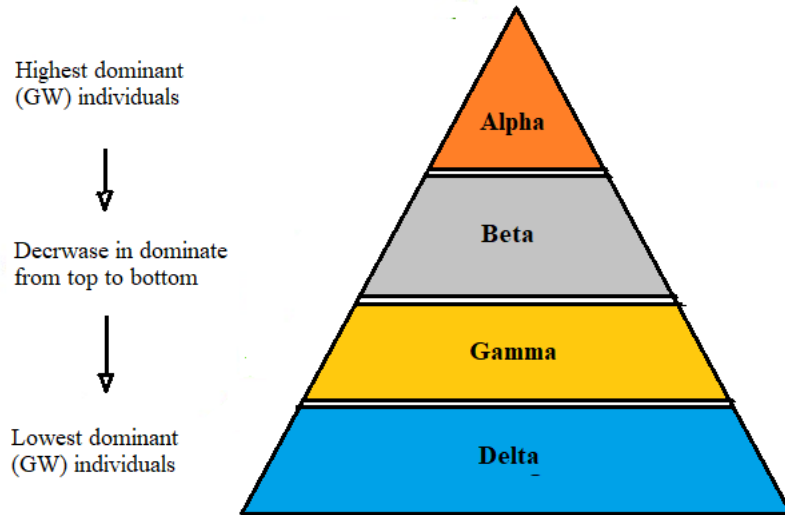 Highest dominant
(GW) individuals
Alpha
Decrwase in dominate
from top to bottom
Beta
Gamma
Lowest dominant
(GW) individuals
Delta